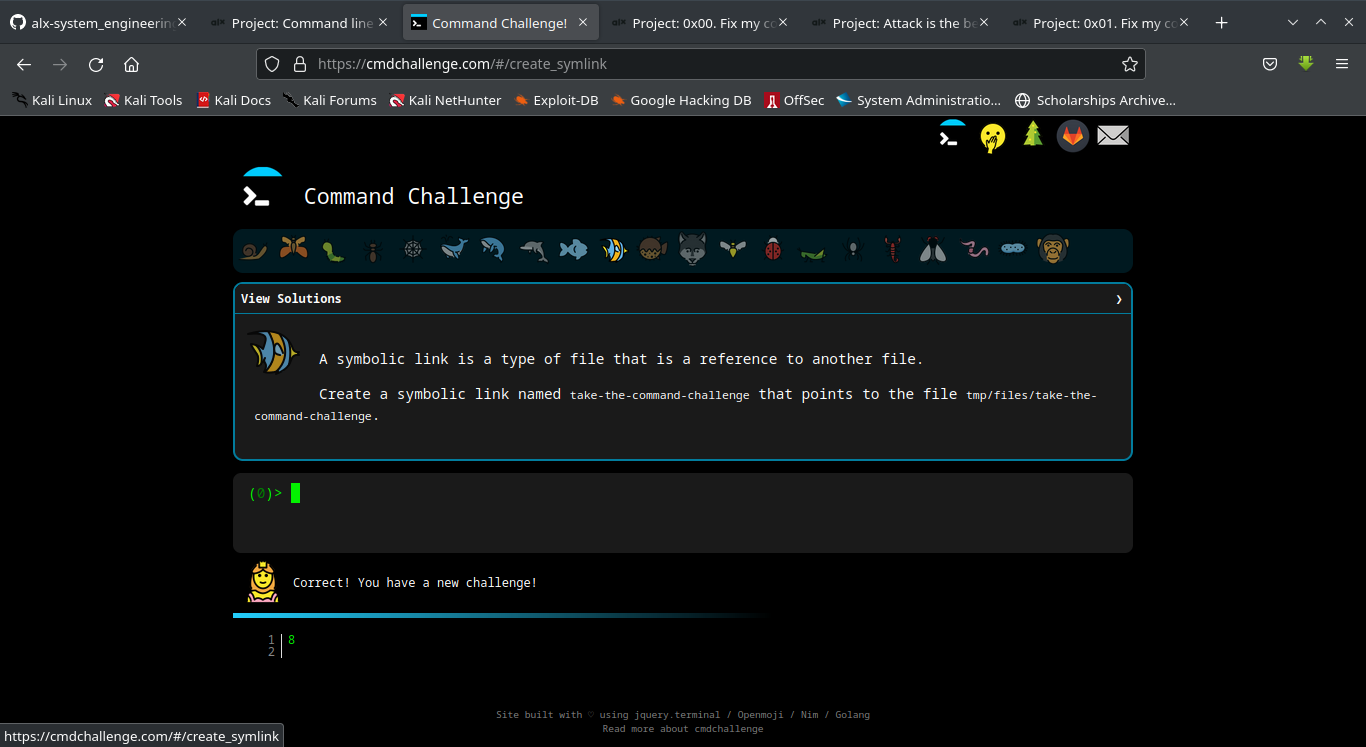 alx-system_engineerin
Project: Command line
Command Challenge!
Project: 0x00. Fix my co
Project: Attack is the be
Project: 0x01. Fix my co
https://cmdchallenge.com/#/create_symlink
Kali Linux Kali Tools Kali Docs Kali Forums Kali NetHunter Exploit-DB Google Hacking DB OffSec System Administratio... Scholarships Archive...
Command Challenge
View Solutions
A symbolic link is a type of file that is a reference to another file.
Create a symbolic link named take-the-command-challenge that points to the file tmp/files/take-the-
command-challenge.
(0)>
Correct! You have a new challenge!
1 8
2
Site built with ♡ using jquery.terminal / Openmoji / Nim / Golang
Read more about cmdchallenge
https://cmdchallenge.com/#/create_symlink